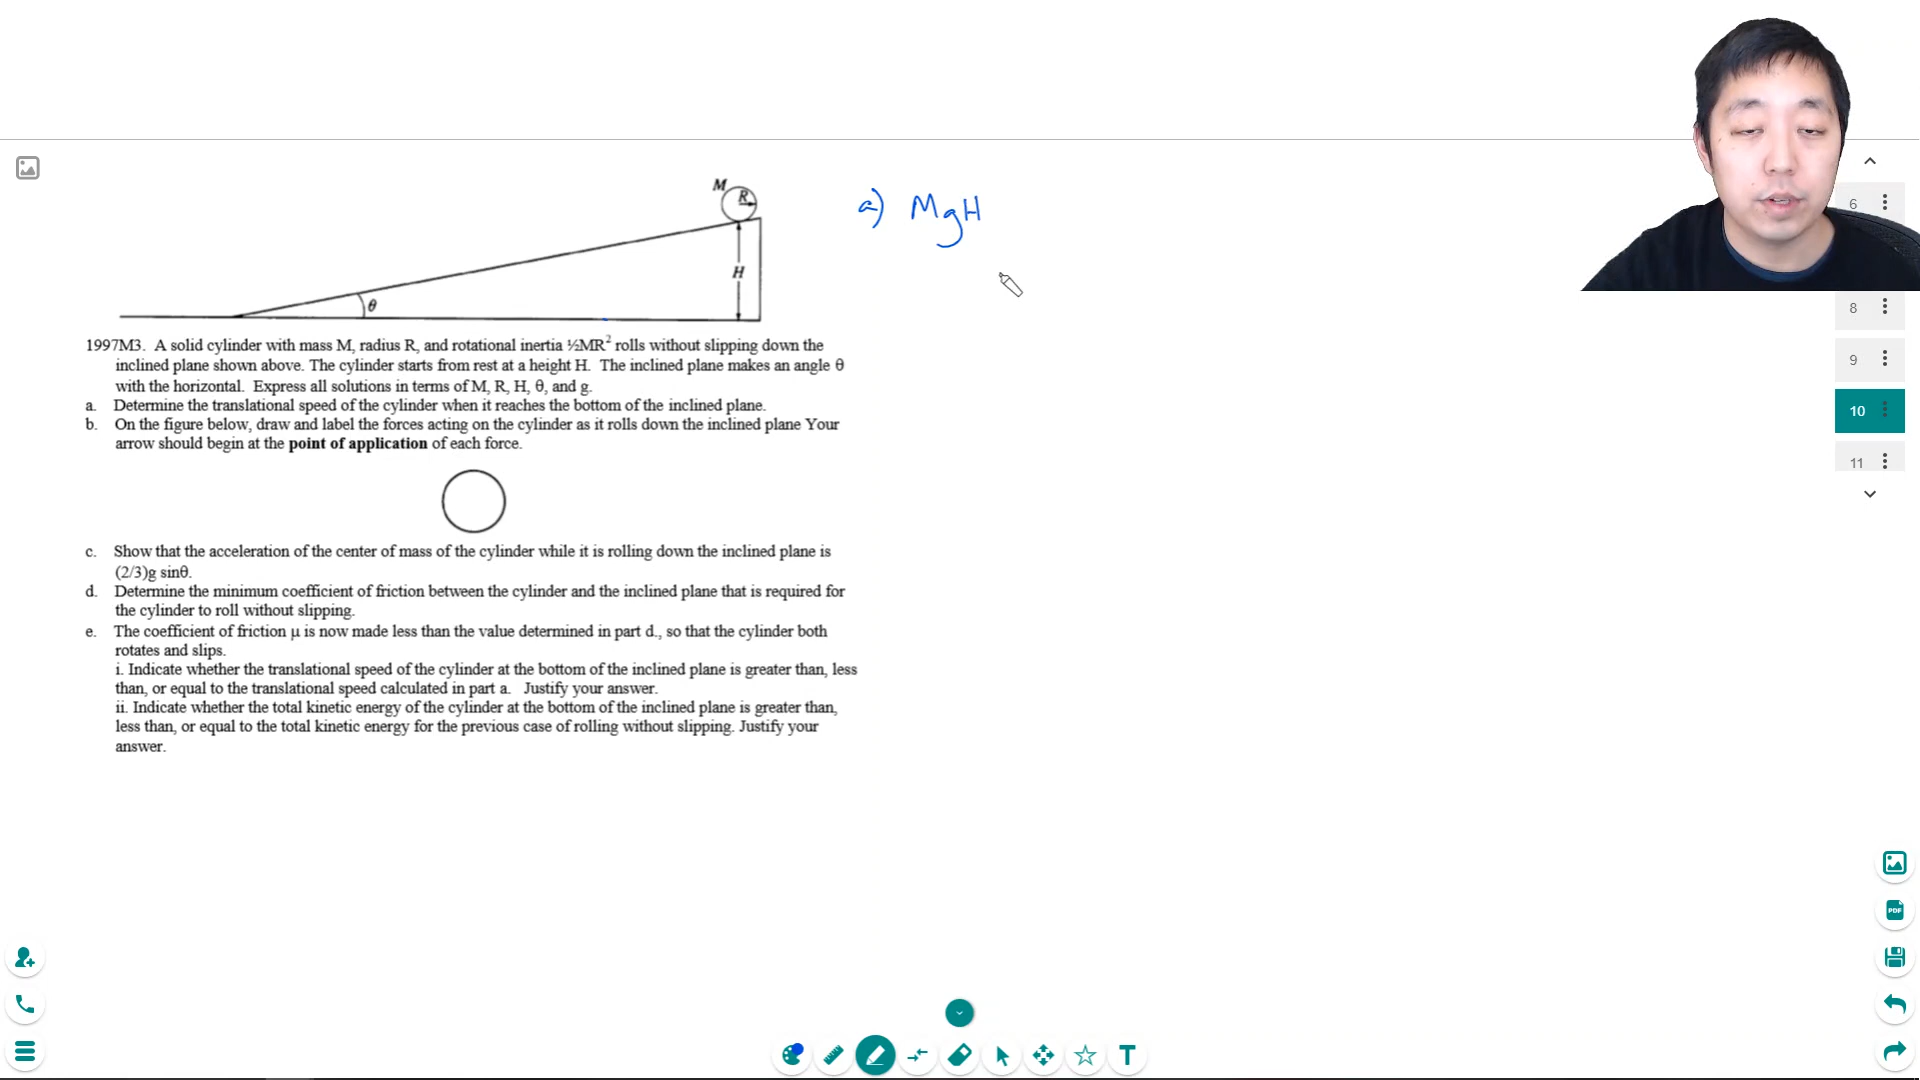 M
R
H
θ
a) MgH
1997M3. A solid cylinder with mass M, radius R, and rotational inertia ½MR² rolls without slipping down the
inclined plane shown above. The cylinder starts from rest at a height H. The inclined plane makes an angle θ
with the horizontal. Express all solutions in terms of M, R, H, θ, and g.
a. Determine the translational speed of the cylinder when it reaches the bottom of the inclined plane.
b. On the figure below, draw and label the forces acting on the cylinder as it rolls down the inclined plane Your
arrow should begin at the point of application of each force.
c. Show that the acceleration of the center of mass of the cylinder while it is rolling down the inclined plane is
(2/3)g sinθ.
d. Determine the minimum coefficient of friction between the cylinder and the inclined plane that is required for
the cylinder to roll without slipping.
e. The coefficient of friction μ is now made less than the value determined in part d., so that the cylinder both
rotates and slips.
i. Indicate whether the translational speed of the cylinder at the bottom of the inclined plane is greater than, less
than, or equal to the translational speed calculated in part a. Justify your answer.
ii. Indicate whether the total kinetic energy of the cylinder at the bottom of the inclined plane is greater than,
less than, or equal to the total kinetic energy for the previous case of rolling without slipping. Justify your
answer.
6
8
9
10
11
PDF
T